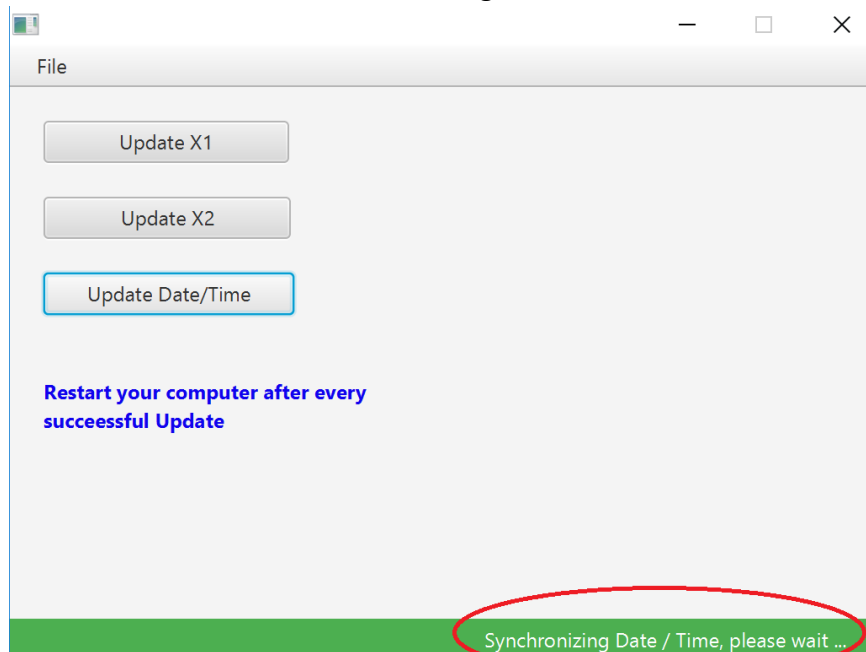 File
Update X1
Update X2
Update Date/Time
Restart your computer after every
succeessful Update
Synchronizing Date / Time, please wait ...